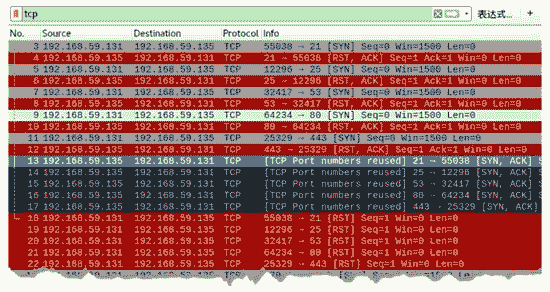 tcp 表达式… +
No. Source Destination Protocol Info
3 192.168.59.131 192.168.59.135 TCP 55038 → 21 [SYN] Seq=0 Win=1500 Len=0
4 192.168.59.135 192.168.59.131 TCP 21 → 55038 [RST, ACK] Seq=1 Ack=1 Win=0 Len=0
5 192.168.59.131 192.168.59.135 TCP 12296 → 25 [SYN] Seq=0 Win=1500 Len=0
6 192.168.59.135 192.168.59.131 TCP 25 → 12296 [RST, ACK] Seq=1 Ack=1 Win=0 Len=0
7 192.168.59.131 192.168.59.135 TCP 32417 → 53 [SYN] Seq=0 Win=1500 Len=0
8 192.168.59.135 192.168.59.131 TCP 53 → 32417 [RST, ACK] Seq=1 Ack=1 Win=0 Len=0
9 192.168.59.131 192.168.59.135 TCP 64234 → 80 [SYN] Seq=0 Win=1500 Len=0
10 192.168.59.135 192.168.59.131 TCP 80 → 64234 [RST, ACK] Seq=1 Ack=1 Win=0 Len=0
11 192.168.59.131 192.168.59.135 TCP 25329 → 443 [SYN] Seq=0 Win=1500 Len=0
12 192.168.59.135 192.168.59.131 TCP 443 → 25329 [RST, ACK] Seq=1 Ack=1 Win=0 Len=0
13 192.168.59.135 192.168.59.131 TCP [TCP Port numbers reused] 21 → 55038 [SYN, ACK] S
14 192.168.59.135 192.168.59.131 TCP [TCP Port numbers reused] 25 → 12296 [SYN, ACK] S
15 192.168.59.135 192.168.59.131 TCP [TCP Port numbers reused] 53 → 32417 [SYN, ACK] S
16 192.168.59.135 192.168.59.131 TCP [TCP Port numbers reused] 80 → 64234 [SYN, ACK] S
17 192.168.59.135 192.168.59.131 TCP [TCP Port numbers reused] 443 → 25329 [SYN, ACK]
18 192.168.59.131 192.168.59.135 TCP 55038 → 21 [RST] Seq=1 Win=0 Len=0
19 192.168.59.131 192.168.59.135 TCP 12296 → 25 [RST] Seq=1 Win=0 Len=0
20 192.168.59.131 192.168.59.135 TCP 32417 → 53 [RST] Seq=1 Win=0 Len=0
21 192.168.59.131 192.168.59.135 TCP 64234 → 80 [RST] Seq=1 Win=0 Len=0
22 192.168.59.131 192.168.59.135 TCP 25329 → 443 [RST] Seq=1 Win=0 Len=0